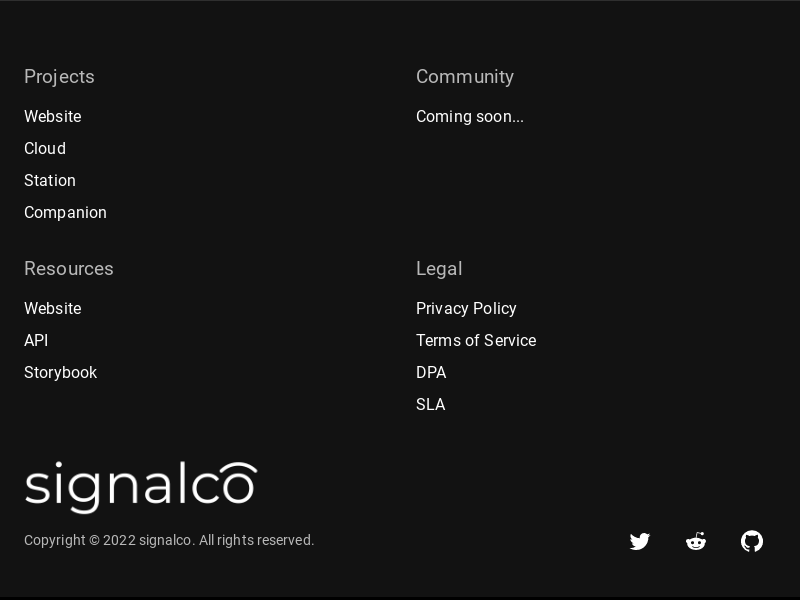 Projects
Website
Cloud
Station
Companion
Community
Coming soon...
Resources
Website
API
Storybook
Legal
Privacy Policy
Terms of Service
DPA
SLA
signalco
Copyright © 2022 signalco. All rights reserved.